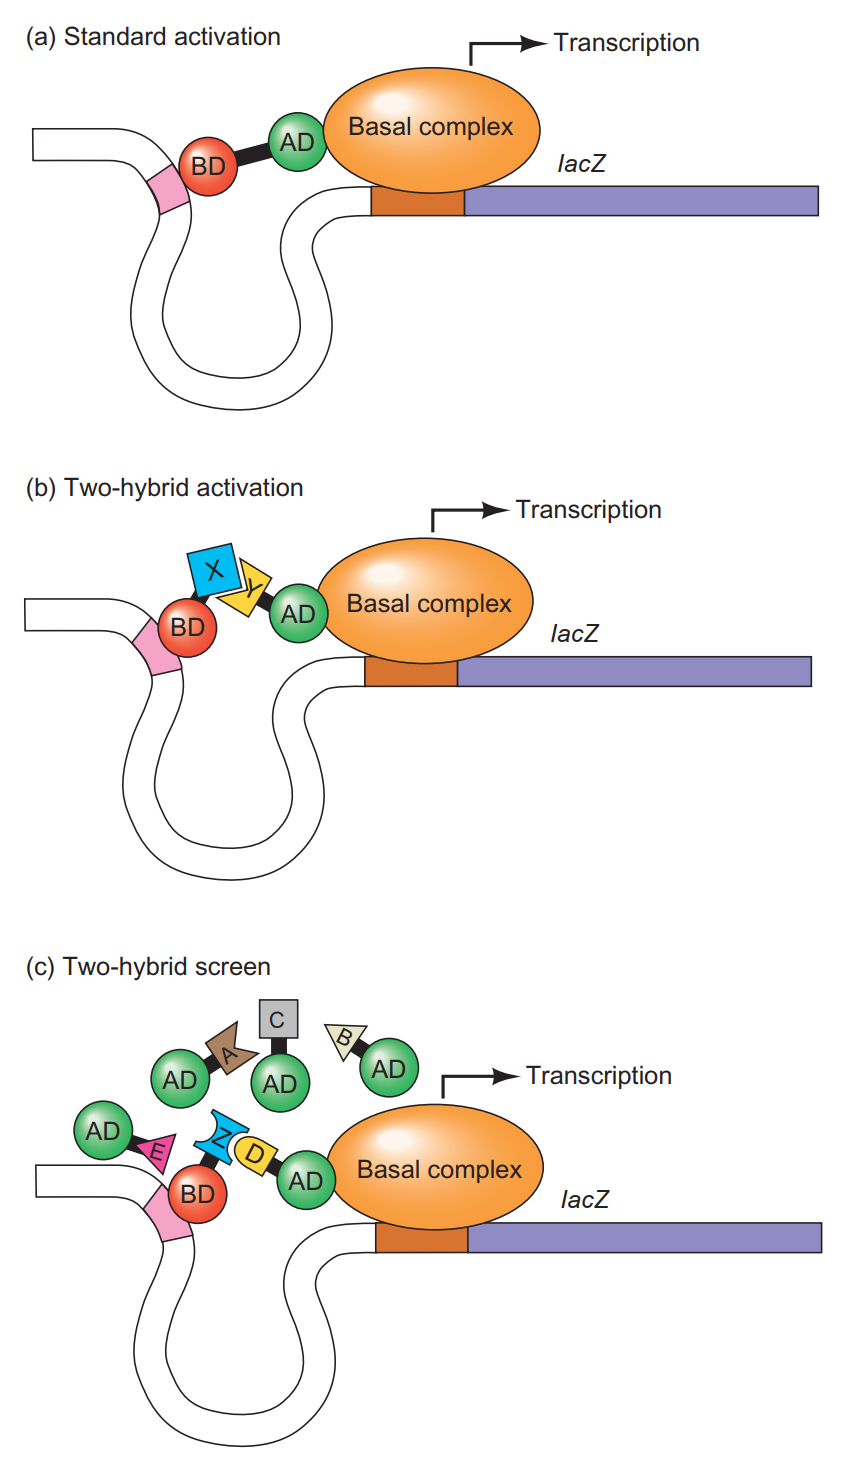 (a) Standard activation
Transcription
BD
AD
Basal complex
lacZ
(b) Two-hybrid activation
Transcription
X
Y
BD
AD
Basal complex
lacZ
(c) Two-hybrid screen
C
A
B
AD
AD
AD
Transcription
AD
E
Z
D
BD
AD
Basal complex
lacZ